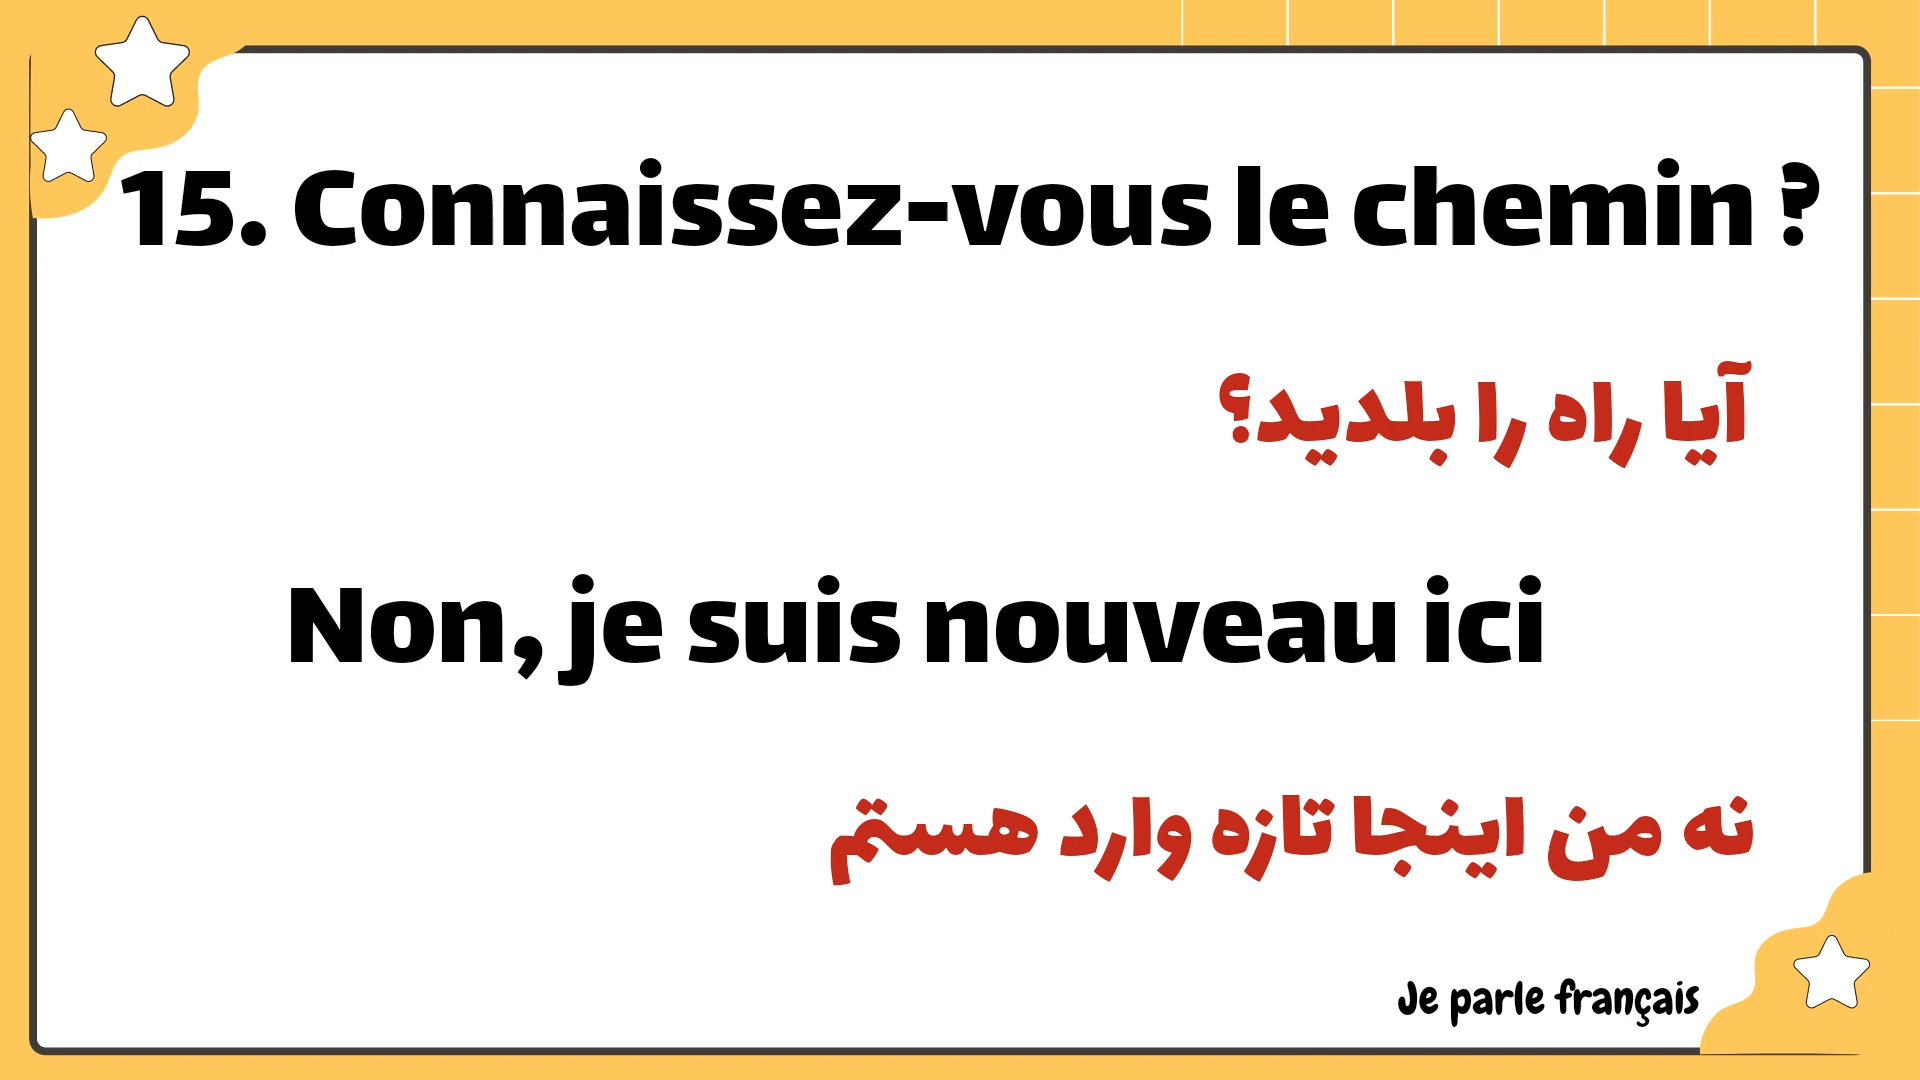 15. Connaissez-vous le chemin ?
آیا راه را بلدید؟
Non, je suis nouveau ici
نه من اینجا تازه وارد هستم
Je parle français